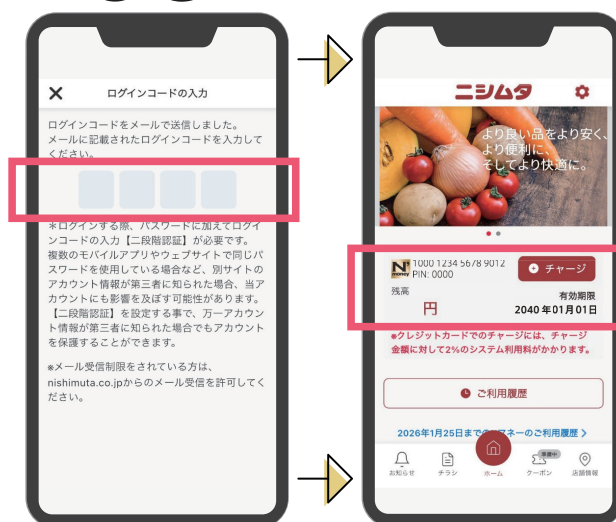 ログインコードの入力
ログインコードをメールで送信しました。
メールに記載されたログインコードを入力して
ください。
＊ログインする際、パスワードに加えてログイ
ンコードの入力【二段階認証】が必要です。
複数のモバイルアプリやウェブサイトで同じパ
スワードを使用している場合など、別サイトの
アカウント情報が第三者に知られた場合、当ア
カウントにも影響を及ぼす可能性があります。
【二段階認証】を設定する事で、万一アカウン
ト情報が第三者に知られた場合でもアカウント
を保護することができます。
※メール受信制限をされている方は、
nishimuta.co.jpからのメール受信を許可してく
ださい。
ニシムタ
より良い品をより安く、
より便利に、
そしてより快適に。
N' money
1000 1234 5678 9012
PIN: 0000
チャージ
残高
円
有効期限
2040年01月01日
※クレジットカードでのチャージには、チャージ
金額に対して2%のシステム利用料がかかります。
ご利用履歴
2026年1月25日まで
ネーのご利用履歴 >
準備中
お知らせ
チラシ
ホーム
クーポン
店舗情報